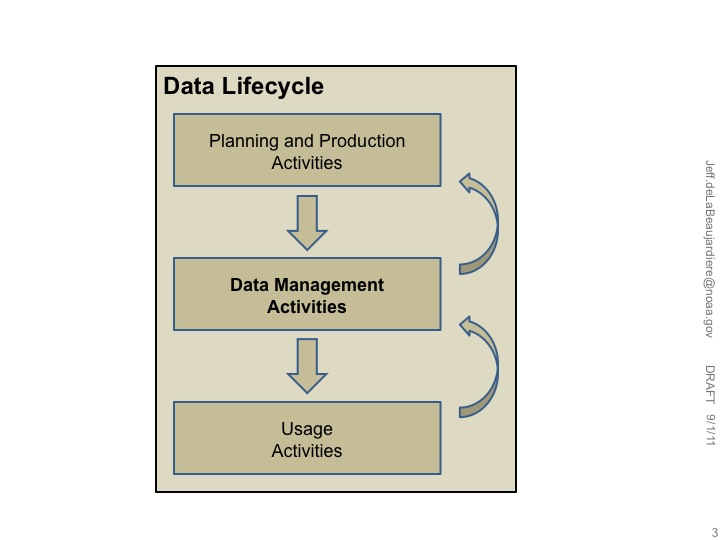 Data Lifecycle
Planning and Production
Activities
Data Management
Activities
Usage
Activities
Jeff.deLaBeaujardiere@noaa.gov DRAFT 9/1/11
3